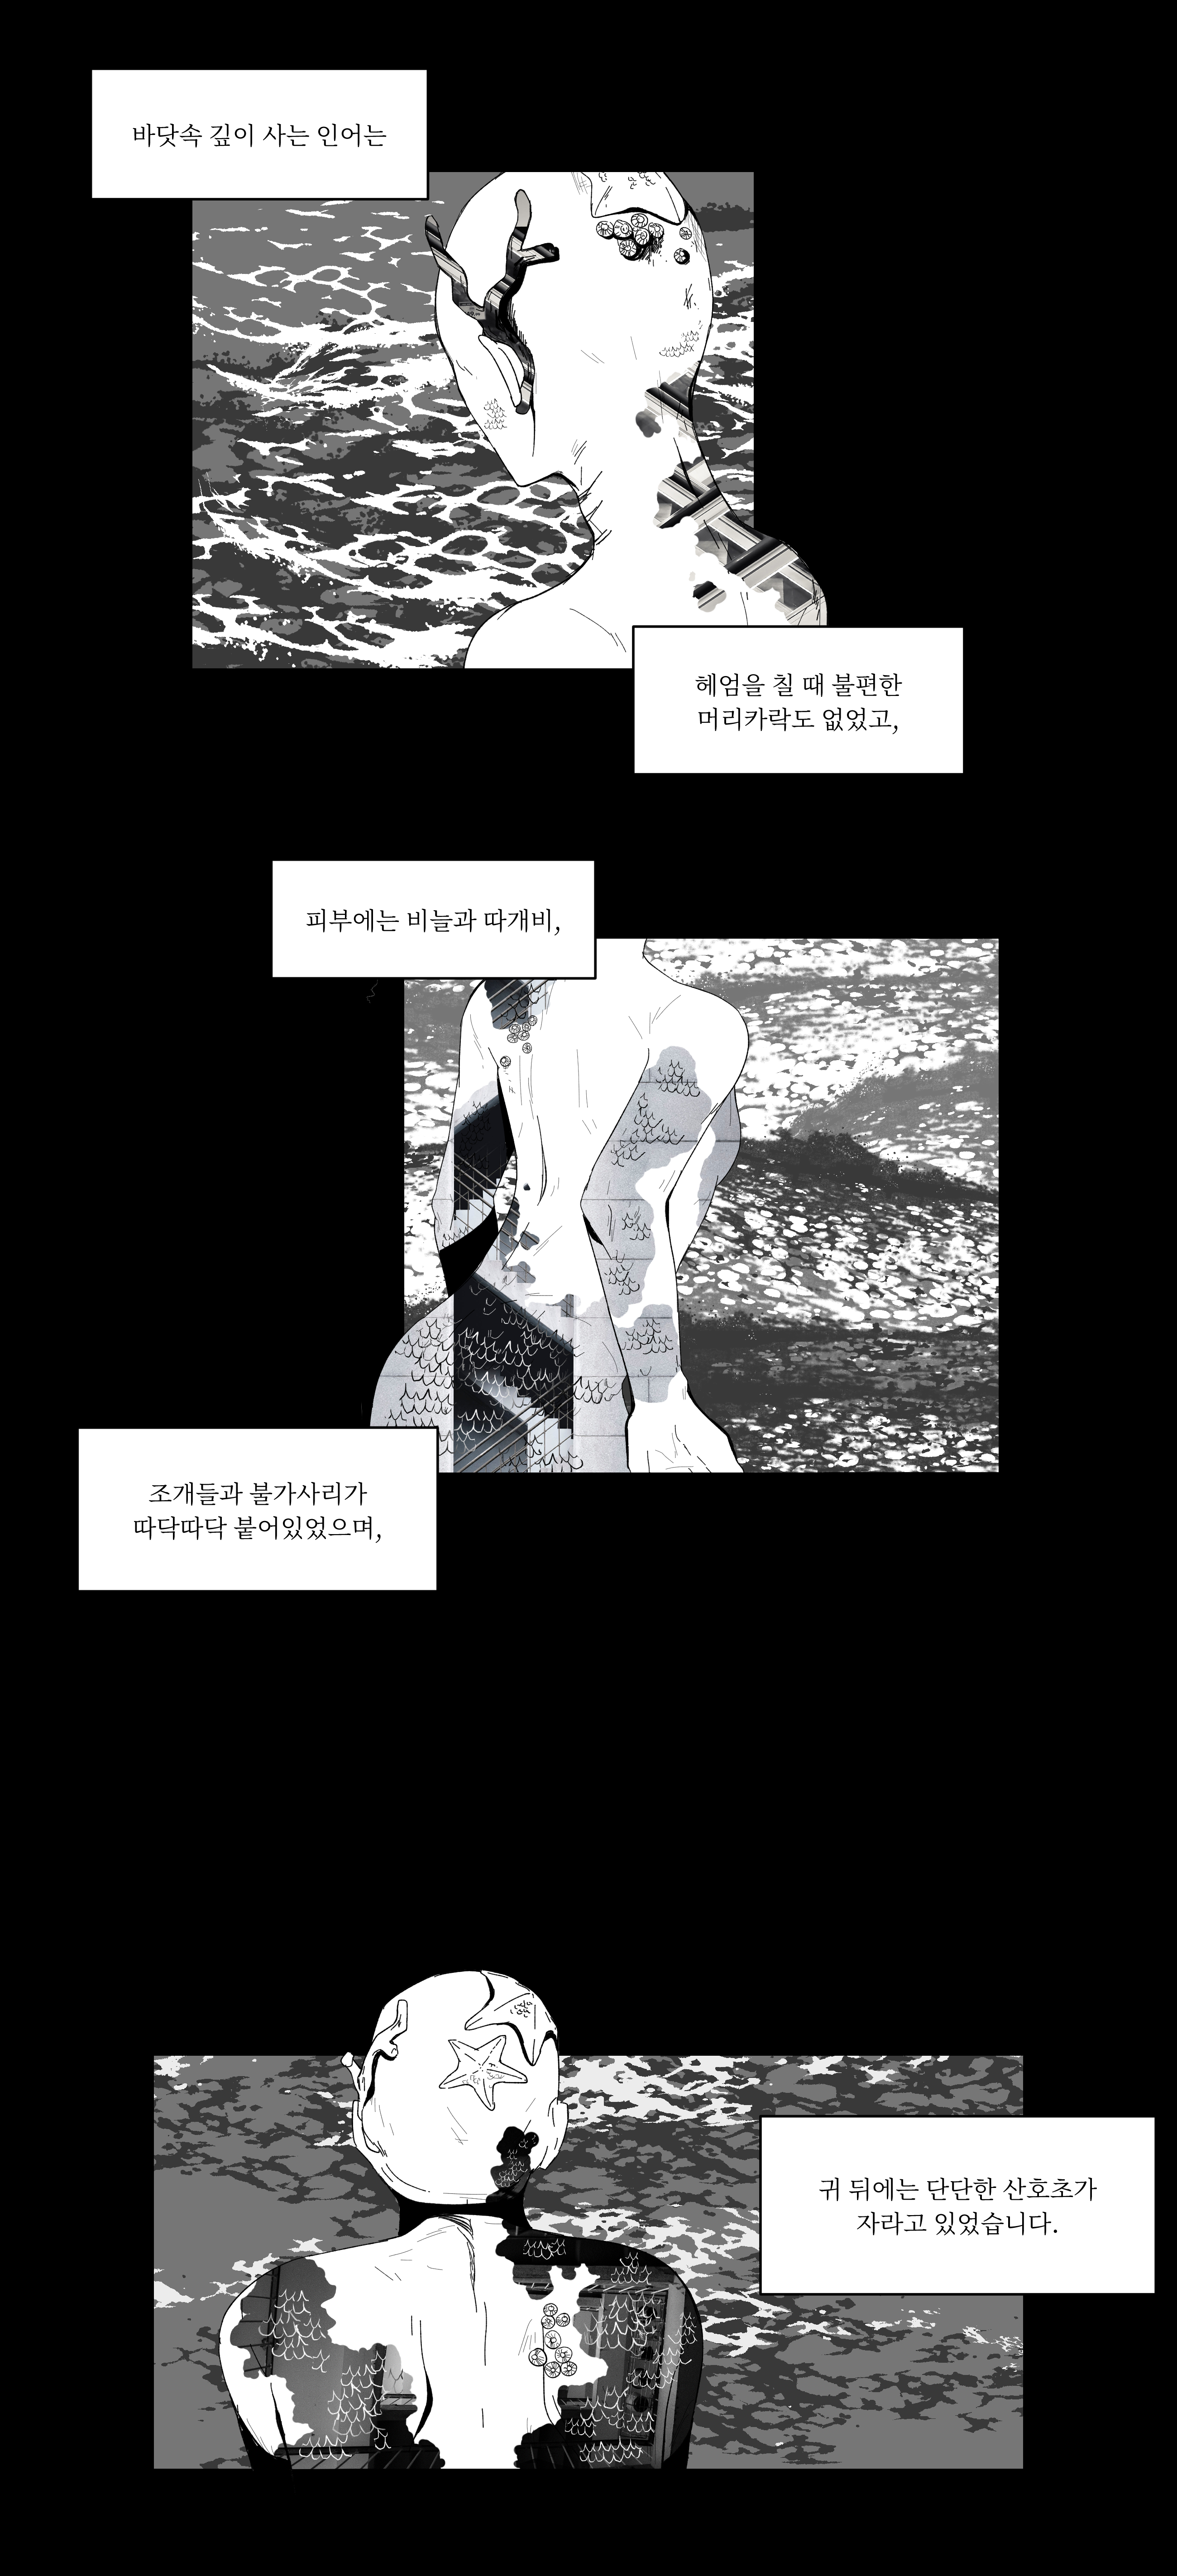 바닷속 깊이 사는 인어는
헤엄을 칠 때 불편한
머리카락도 없었고,
피부에는 비늘과 따개비,
조개들과 불가사리가
따닥따닥 붙어있었으며,
귀 뒤에는 단단한 산호초가
자라고 있었습니다.